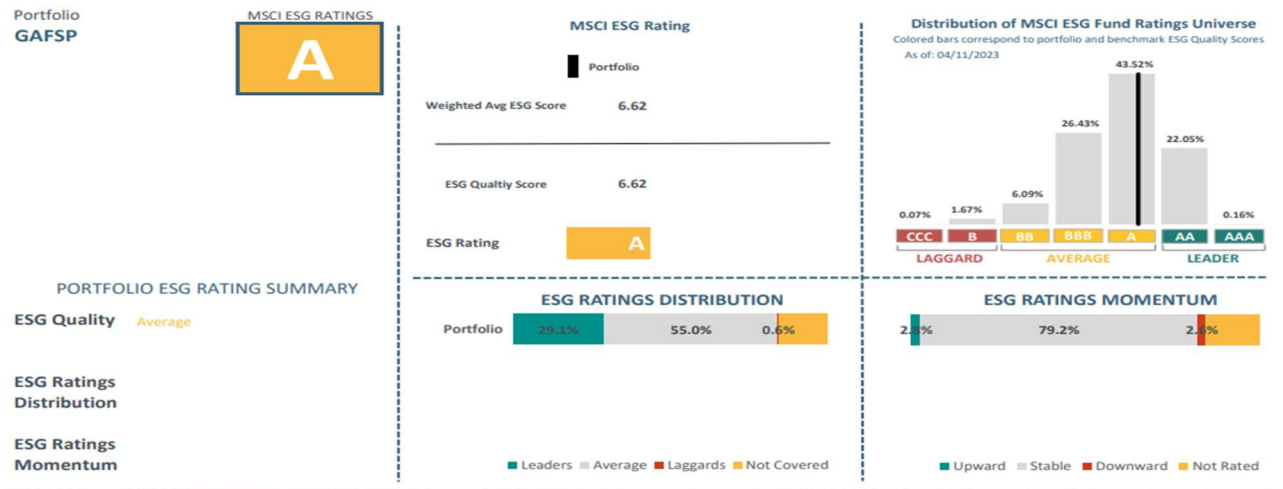 Portfolio
GAFSP
MSCI ESG RATINGS
A
PORTFOLIO ESG RATING SUMMARY
ESG Quality Average
ESG Ratings
Distribution
ESG Ratings
Momentum
MSCI ESG Rating
Portfolio
Weighted Avg ESG Score 6.62
ESG Qualtiy Score 6.62
ESG Rating A
Distribution of MSCI ESG Fund Ratings Universe
Colored bars correspond to portfolio and benchmark ESG Quality Scores
As of: 04/11/2023
0.07% 1.67% 6.09% 26.43% 43.52% 22.05% 0.16%
CCC B BB BBB A AA AAA
LAGGARD AVERAGE LEADER
ESG RATINGS DISTRIBUTION
Portfolio 29.1% 55.0% 0.6%
Leaders Average Laggards Not Covered
ESG RATINGS MOMENTUM
2.8% 79.2% 2.6%
Upward Stable Downward Not Rated